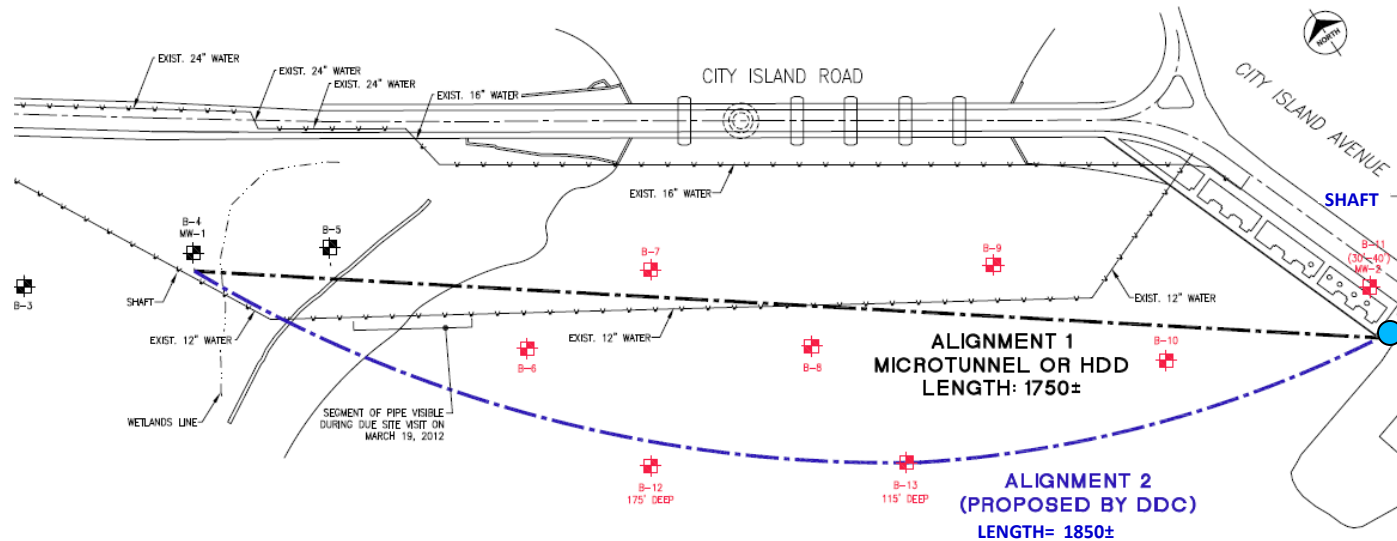 EXIST. 24" WATER
EXIST. 24" WATER
EXIST. 24" WATER
EXIST. 16" WATER
CITY ISLAND ROAD
NORTH
CITY ISLAND AVENUE
EXIST. 16" WATER
SHAFT
B-4
MW-1
B-5
B-7
B-9
B-11
(30'-40')
MW-2
B-3
SHAFT
EXIST. 12" WATER
EXIST. 12" WATER
EXIST. 12" WATER
B-6
B-8
B-10
ALIGNMENT 1
MICROTUNNEL OR HDD
LENGTH: 1750±
WETLANDS LINE
SEGMENT OF PIPE VISIBLE
DURING DUE SITE VISIT ON
MARCH 19, 2012
B-12
175' DEEP
B-13
115' DEEP
ALIGNMENT 2
(PROPOSED BY DDC)
LENGTH= 1850±